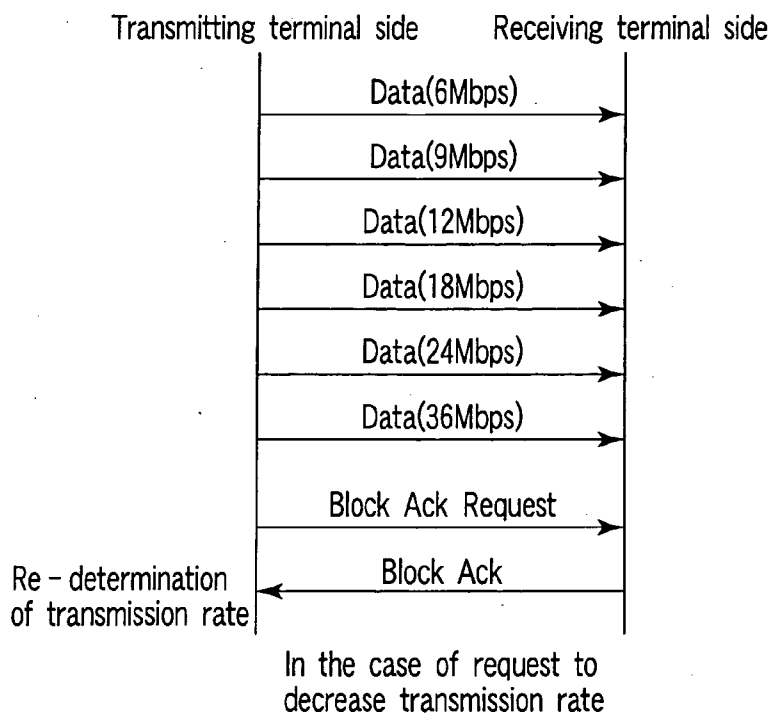 Transmitting terminal side
Receiving terminal side
Data(6Mbps)
Data(9Mbps)
Data(12Mbps)
Data(18Mbps)
Data(24Mbps)
Data(36Mbps)
Block Ack Request
Block Ack
Re - determination
of transmission rate
In the case of request to
decrease transmission rate